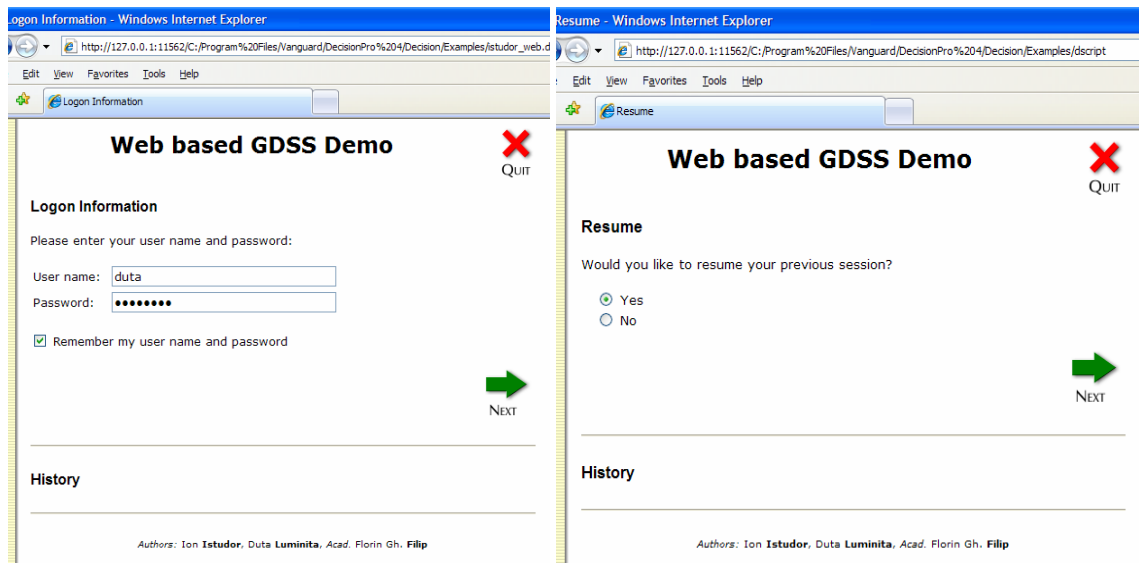 Logon Information - Windows Internet Explorer
http://127.0.0.1:11562/C:/Program%20Files/Vanguard/DecisionPro%204/Decision/Examples/istudor_web.d
Edit View Favorites Tools Help
Logon Information
Web based GDSS Demo
QUIT
Logon Information
Please enter your user name and password:
User name: duta
Password: ••••••••
Remember my user name and password
NEXT
History
Authors: Ion Istudor, Duta Luminita, Acad. Florin Gh. Filip
Resume - Windows Internet Explorer
http://127.0.0.1:11562/C:/Program%20Files/Vanguard/DecisionPro%204/Decision/Examples/dscript
Edit View Favorites Tools Help
Resume
Web based GDSS Demo
QUIT
Resume
Would you like to resume your previous session?
Yes
No
NEXT
History
Authors: Ion Istudor, Duta Luminita, Acad. Florin Gh. Filip